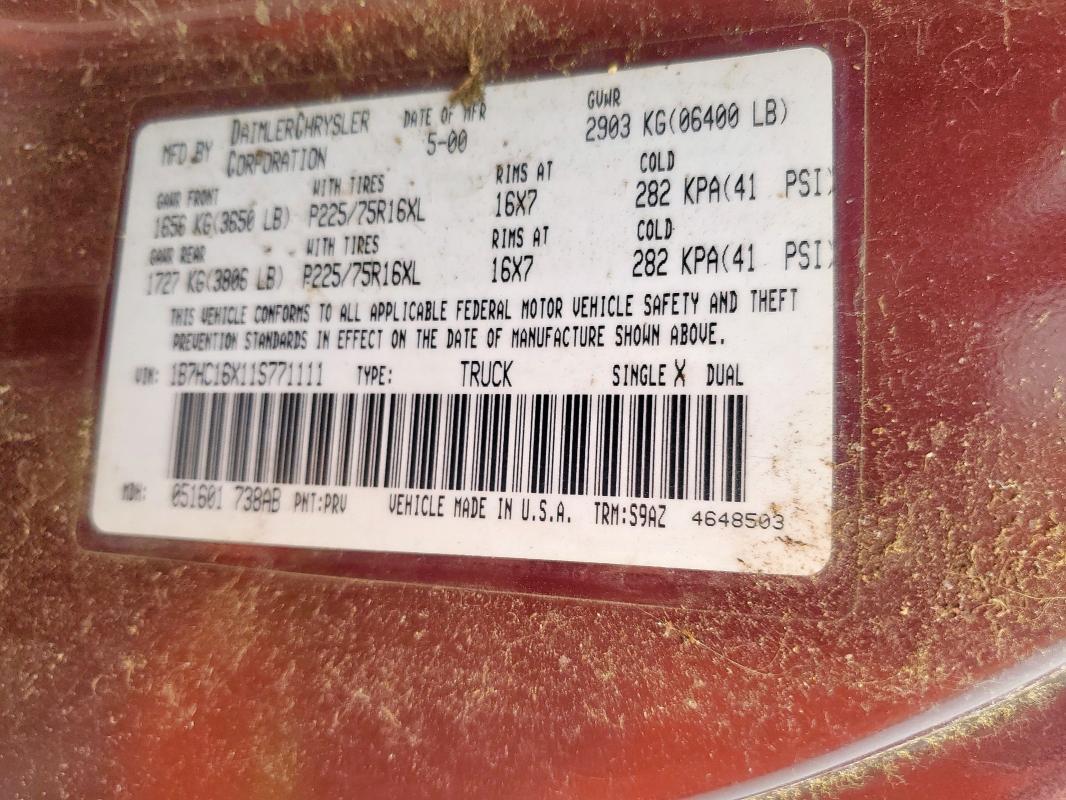 MFD BY DAIMLERCHRYSLER CORPORATION
DATE OF MFR 5-00
GVWR 2903 KG(06400 LB)
GAWR FRONT WITH TIRES RIMS AT COLD
1656 KG(3650 LB) P225/75R16XL 16X7 282 KPA(41 PSI)
GAWR REAR WITH TIRES RIMS AT COLD
1727 KG(3806 LB) P225/75R16XL 16X7 282 KPA(41 PSI)
THIS VEHICLE CONFORMS TO ALL APPLICABLE FEDERAL MOTOR VEHICLE SAFETY AND THEFT
PREVENTION STANDARDS IN EFFECT ON THE DATE OF MANUFACTURE SHOWN ABOVE.
VIN: 1B7HC16X11S771111 TYPE: TRUCK SINGLE X DUAL
MDH: 051601 738AB PNT:PRV VEHICLE MADE IN U.S.A. TRM:S9AZ 4648503